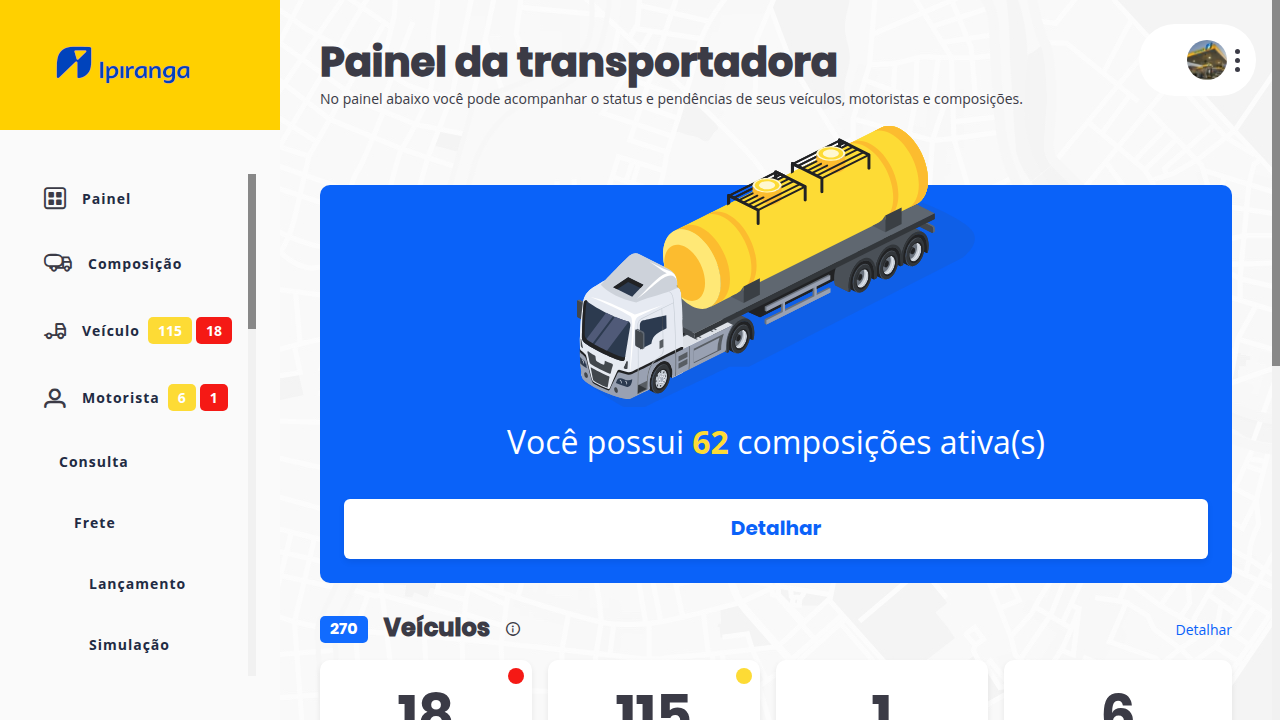 Ipiranga
Painel da transportadora
No painel abaixo você pode acompanhar o status e pendências de seus veículos, motoristas e composições.
Painel
Composição
Veículo 115 18
Motorista 6 1
Consulta
Frete
Lançamento
Simulação
Você possui 62 composições ativa(s)
Detalhar
270 Veículos
Detalhar
18 115 1 6